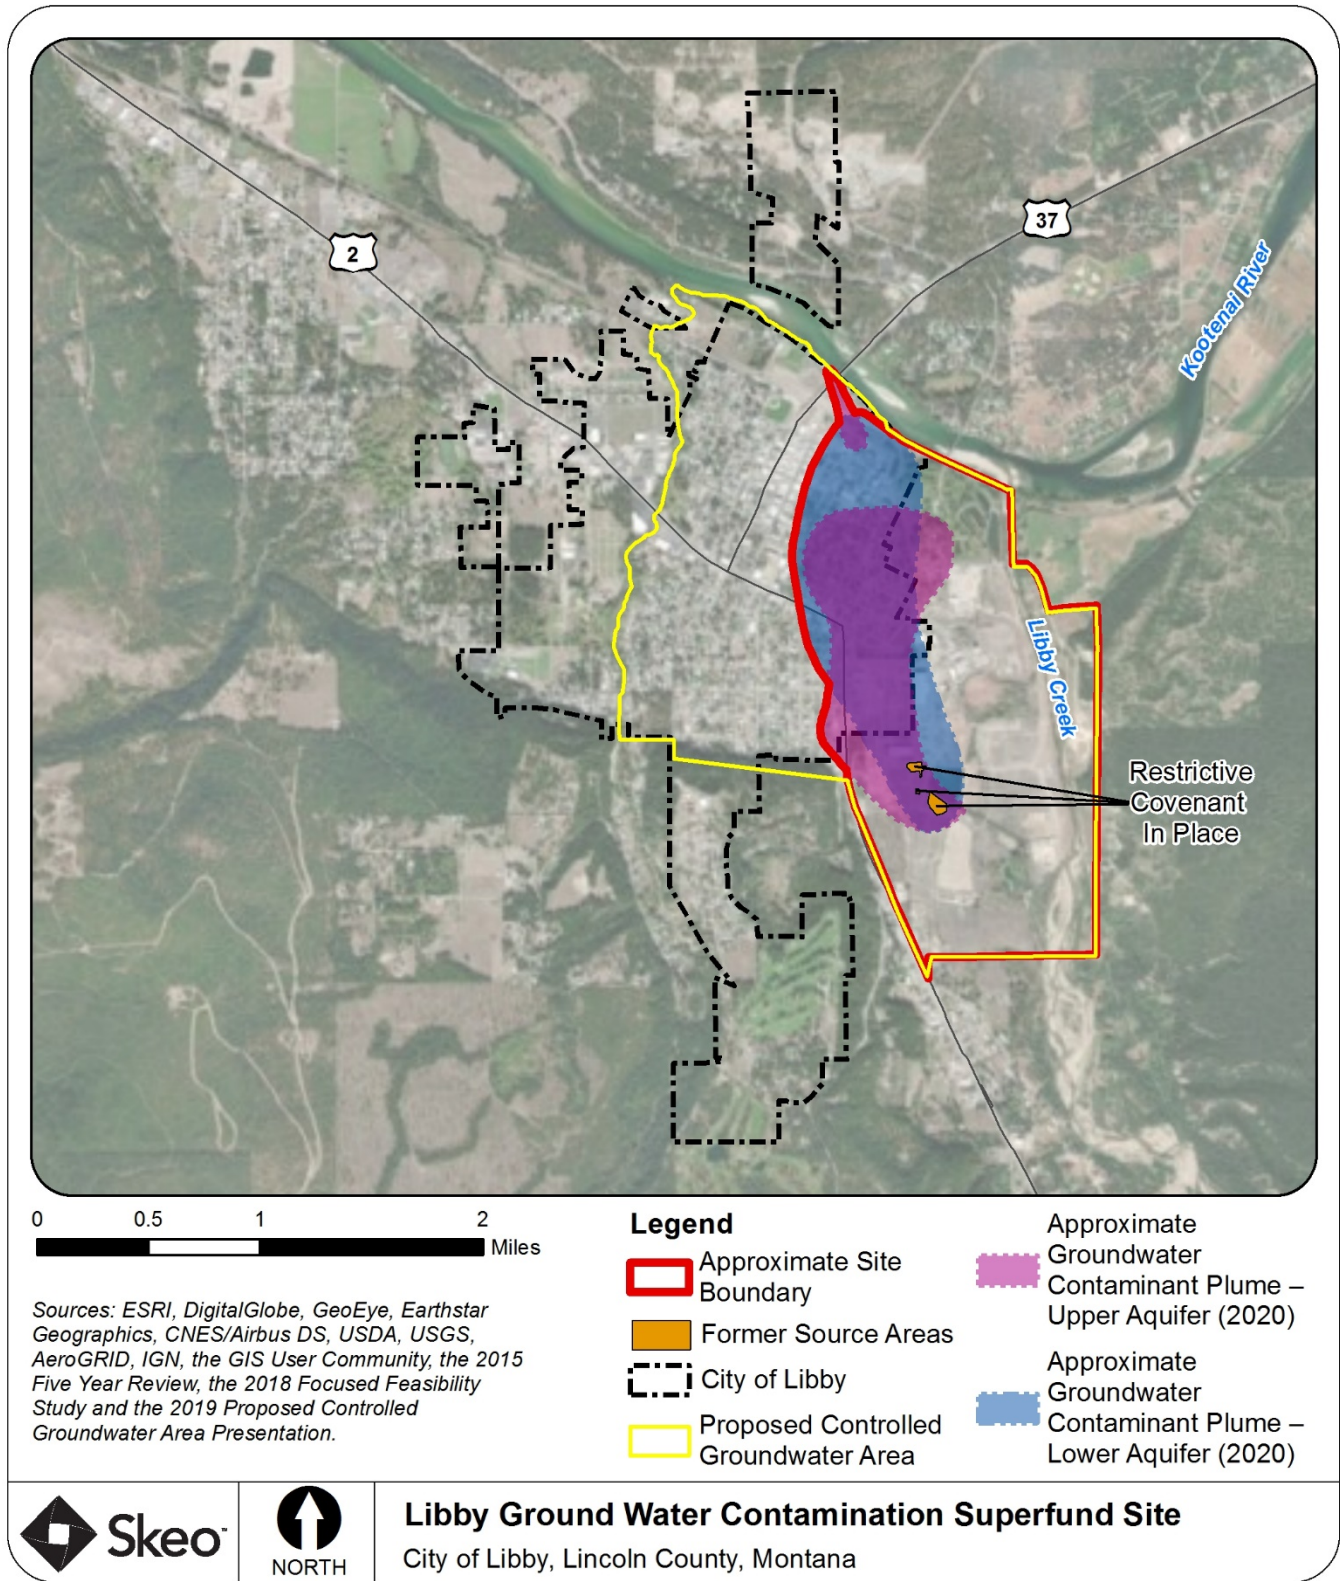 37
2
Kootenai River
Libby Creek
Restrictive
Covenant
In Place
0 0.5 1 2
Miles
Sources: ESRI, DigitalGlobe, GeoEye, Earthstar
Geographics, CNES/Airbus DS, USDA, USGS,
AeroGRID, IGN, the GIS User Community, the 2015
Five Year Review, the 2018 Focused Feasibility
Study and the 2019 Proposed Controlled
Groundwater Area Presentation.
Legend
Approximate Site
Boundary
Former Source Areas
City of Libby
Proposed Controlled
Groundwater Area
Approximate
Groundwater
Contaminant Plume –
Upper Aquifer (2020)
Approximate
Groundwater
Contaminant Plume –
Lower Aquifer (2020)
Skeo™
NORTH
Libby Ground Water Contamination Superfund Site
City of Libby, Lincoln County, Montana